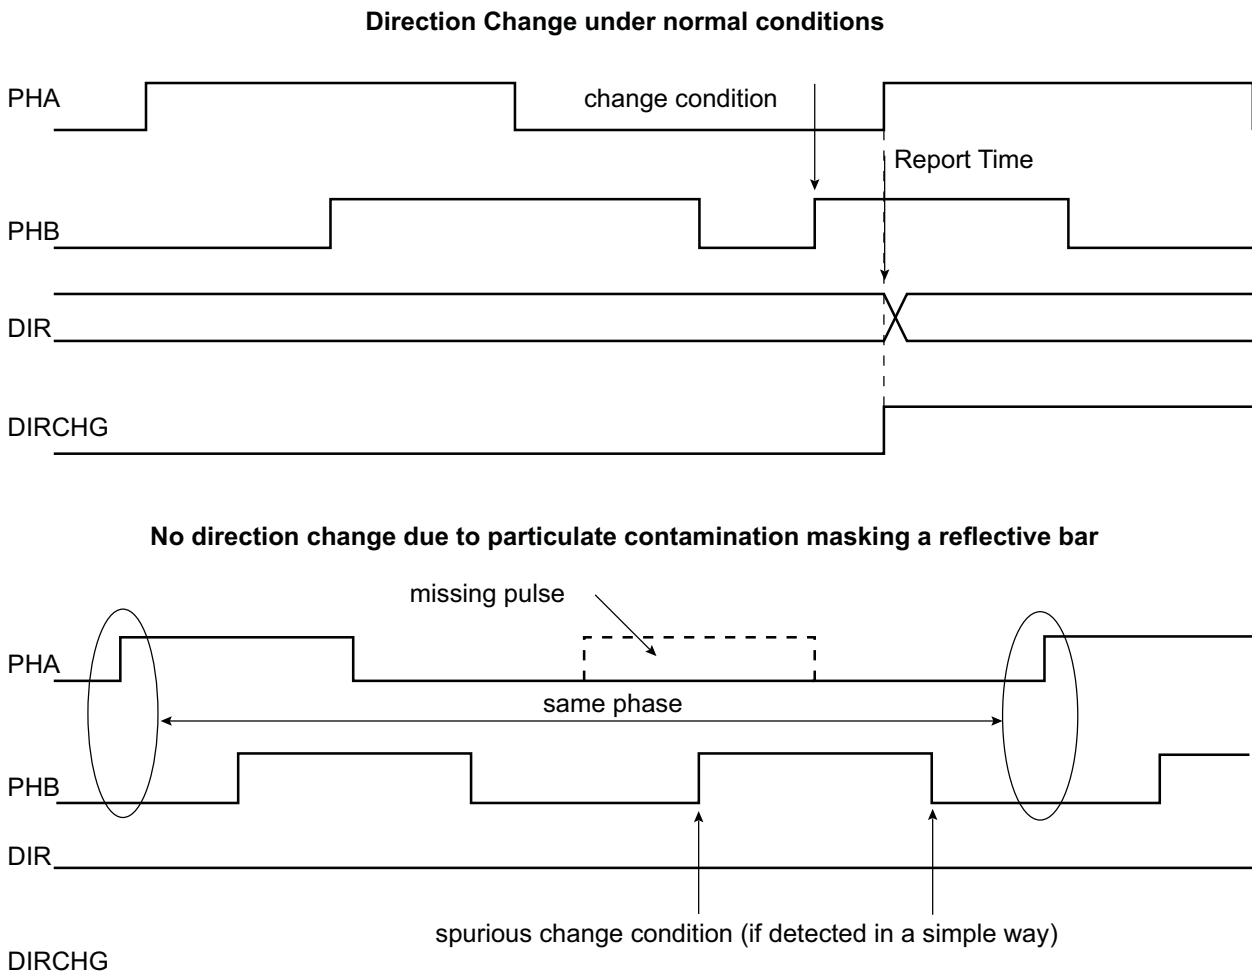 Direction Change under normal conditions
PHA
change condition
Report Time
PHB
DIR
DIRCHG
No direction change due to particulate contamination masking a reflective bar
missing pulse
PHA
same phase
PHB
DIR
spurious change condition (if detected in a simple way)
DIRCHG